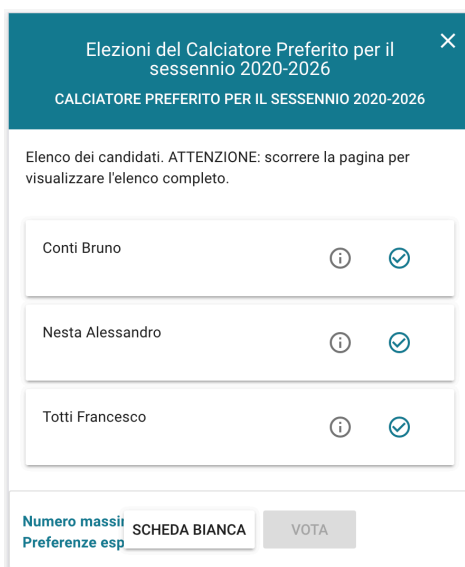 Elezioni del Calciatore Preferito per il
sessennio 2020-2026
CALCIATORE PREFERITO PER IL SESSENNIO 2020-2026
Elenco dei candidati. ATTENZIONE: scorrere la pagina per
visualizzare l'elenco completo.
Conti Bruno
Nesta Alessandro
Totti Francesco
Numero
Preferenze
SCHEDA BIANCA
VOTA